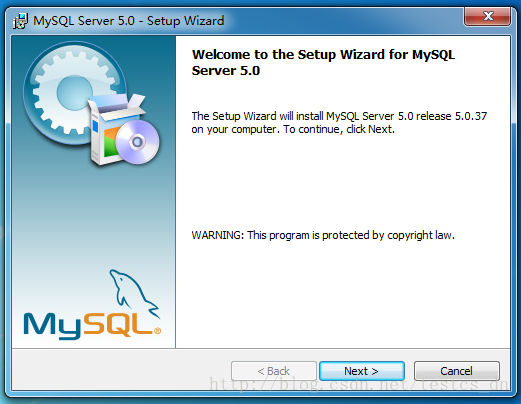 MySQL Server 5.0 - Setup Wizard
Welcome to the Setup Wizard for MySQL
Server 5.0
The Setup Wizard will install MySQL Server 5.0 release 5.0.37
on your computer. To continue, click Next.
WARNING: This program is protected by copyright law.
MySQL®
< Back
Next >
Cancel
http://blog.csdn.net/testcs_dn